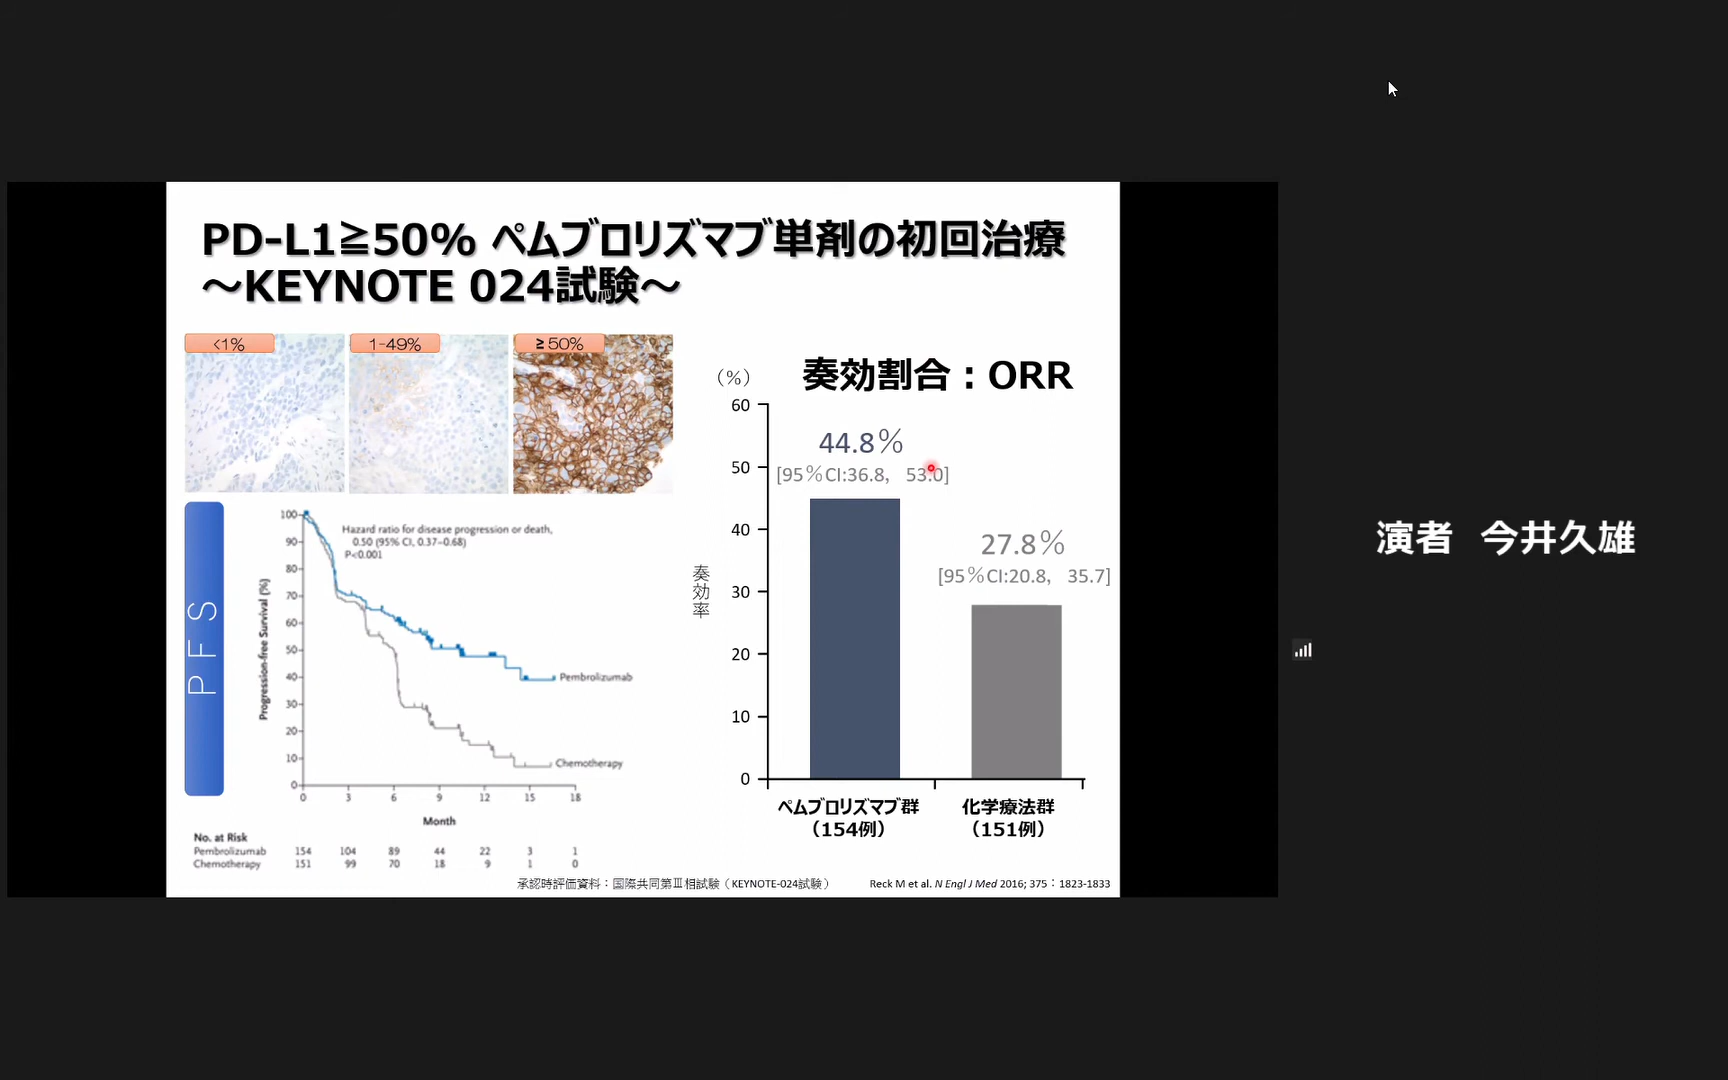 PD-L1≧50% ペムブロリズマブ単剤の初回治療
～KEYNOTE 024試験～
<1%
1-49%
≥50%
PFS
Progression-free Survival (%)
100
90
80
70
60
50
40
30
20
10
0
Hazard ratio for disease progression or death,
0.50 (95% CI, 0.37–0.68)
P<0.001
Pembrolizumab
Chemotherapy
0 3 6 9 12 15 18
Month
No. at Risk
Pembrolizumab 154 104 89 44 22 3 1
Chemotherapy 151 99 70 18 9 1 0
奏効割合：ORR
（%）
奏効率
60
50
40
30
20
10
0
44.8%
[95%CI:36.8, 53.0]
27.8%
[95%CI:20.8, 35.7]
ペムブロリズマブ群
（154例）
化学療法群
（151例）
承認時評価資料：国際共同第Ⅲ相試験（KEYNOTE-024試験）
Reck M et al. N Engl J Med 2016; 375：1823-1833
演者 今井久雄